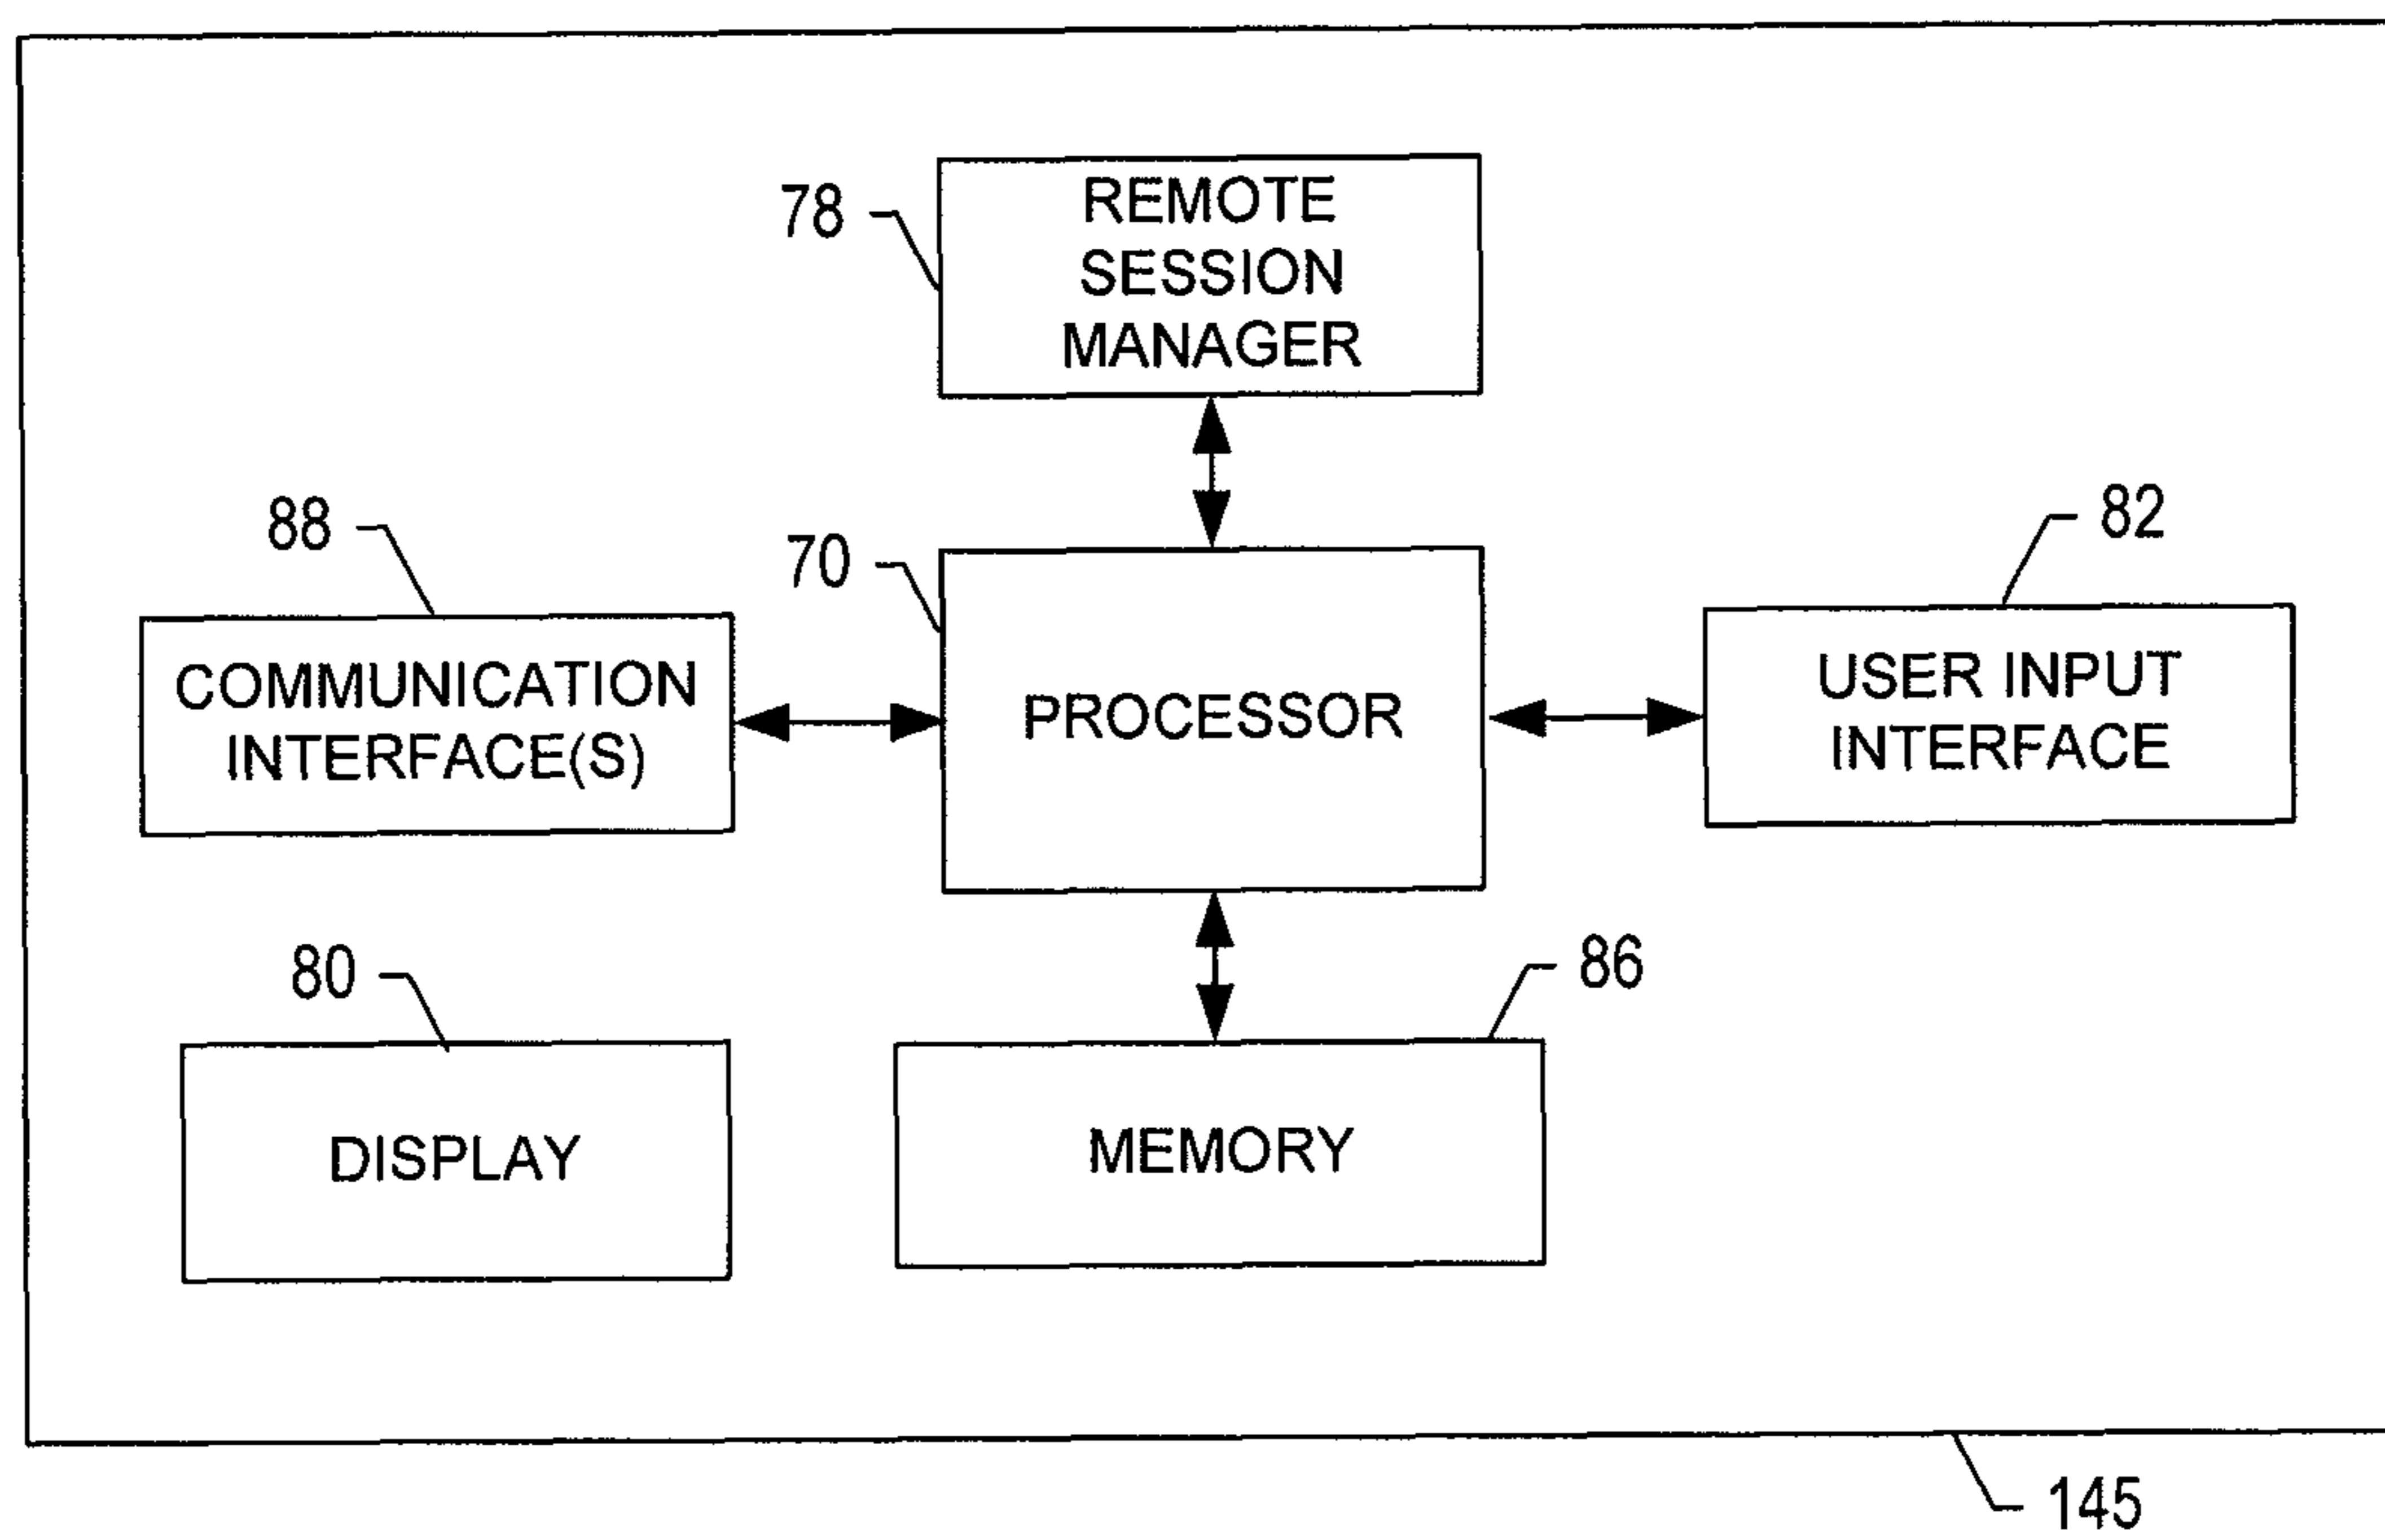 78
REMOTE
SESSION
MANAGER
88
70
82
COMMUNICATION
INTERFACE(S)
PROCESSOR
USER INPUT
INTERFACE
80
86
DISPLAY
MEMORY
145